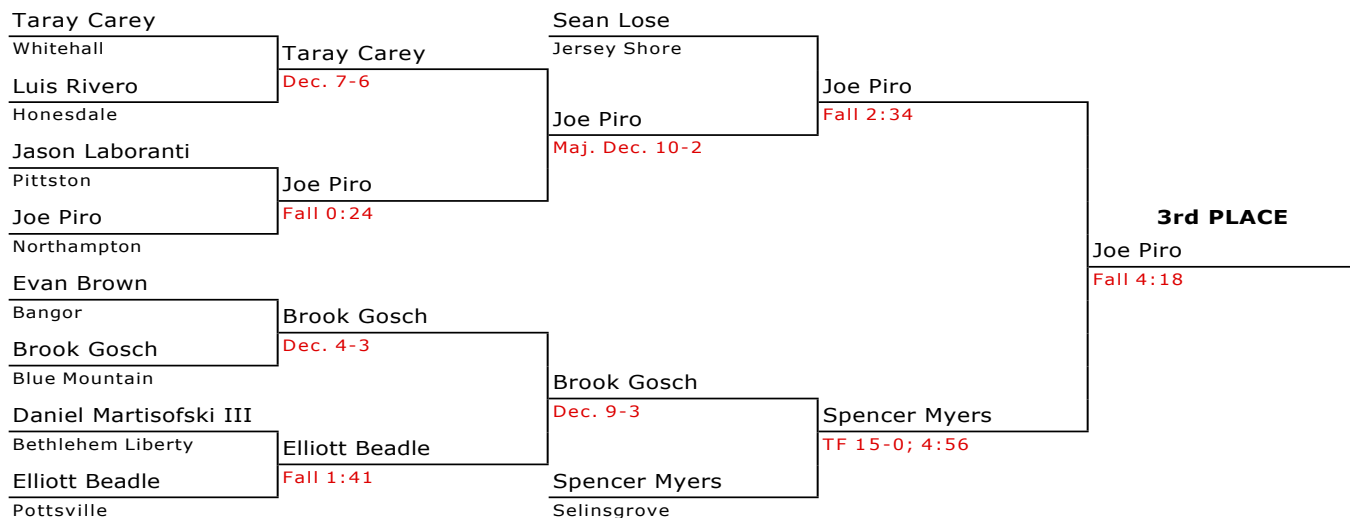 Taray Carey
Whitehall
Luis Rivero
Honesdale
Jason Laboranti
Pittston
Joe Piro
Northampton
Evan Brown
Bangor
Brook Gosch
Blue Mountain
Daniel Martisofski III
Bethlehem Liberty
Elliott Beadle
Pottsville
Taray Carey
Dec. 7-6
Joe Piro
Fall 0:24
Brook Gosch
Dec. 4-3
Elliott Beadle
Fall 1:41
Sean Lose
Jersey Shore
Joe Piro
Maj. Dec. 10-2
Brook Gosch
Dec. 9-3
Spencer Myers
Selinsgrove
Joe Piro
Fall 2:34
Spencer Myers
TF 15-0; 4:56
3rd PLACE
Joe Piro
Fall 4:18